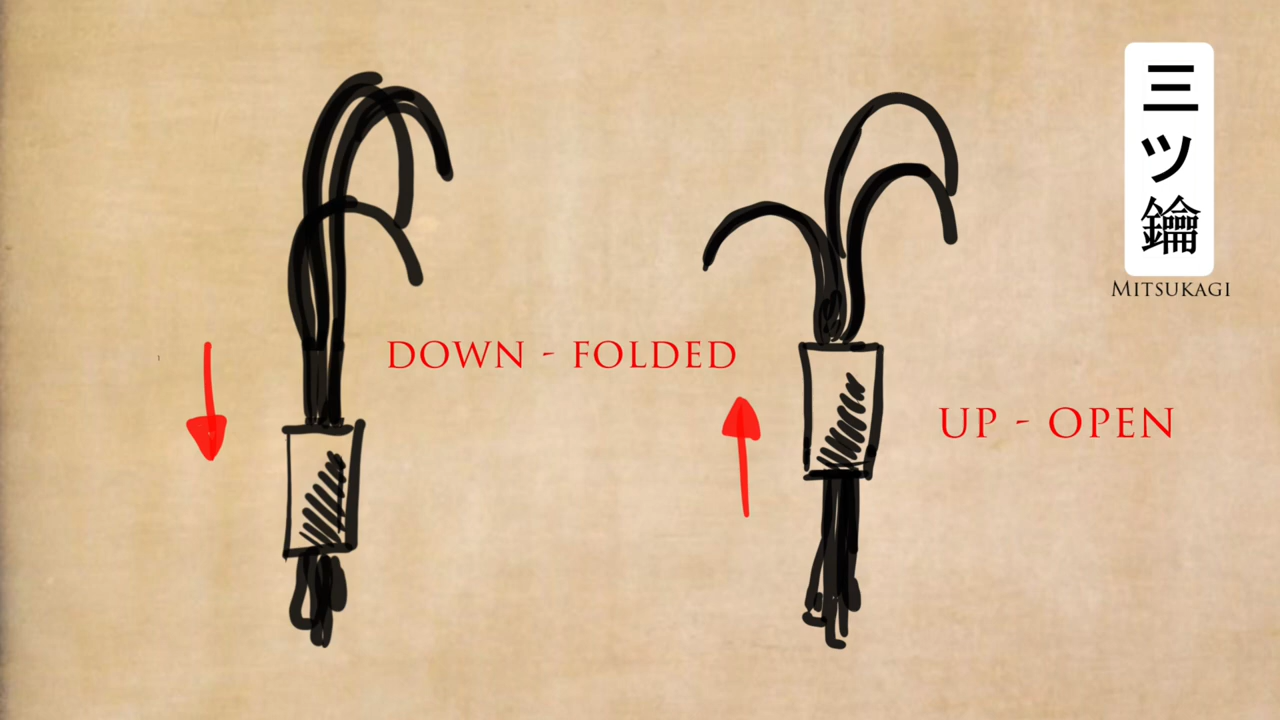 三ツ鑰
MITSUKAGI
DOWN - FOLDED
UP - OPEN